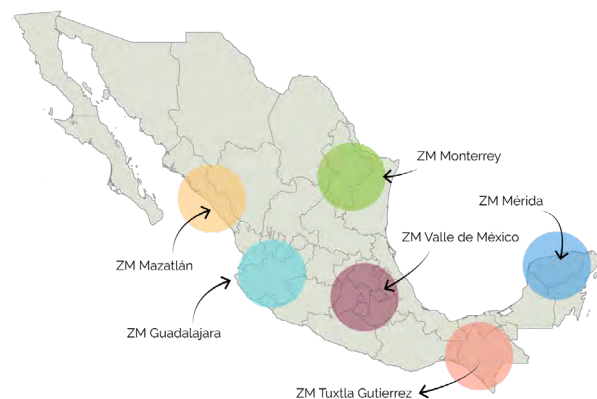 ZM Monterrey
ZM Mérida
ZM Valle de México
ZM Mazatlán
ZM Guadalajara
ZM Tuxtla Gutierrez